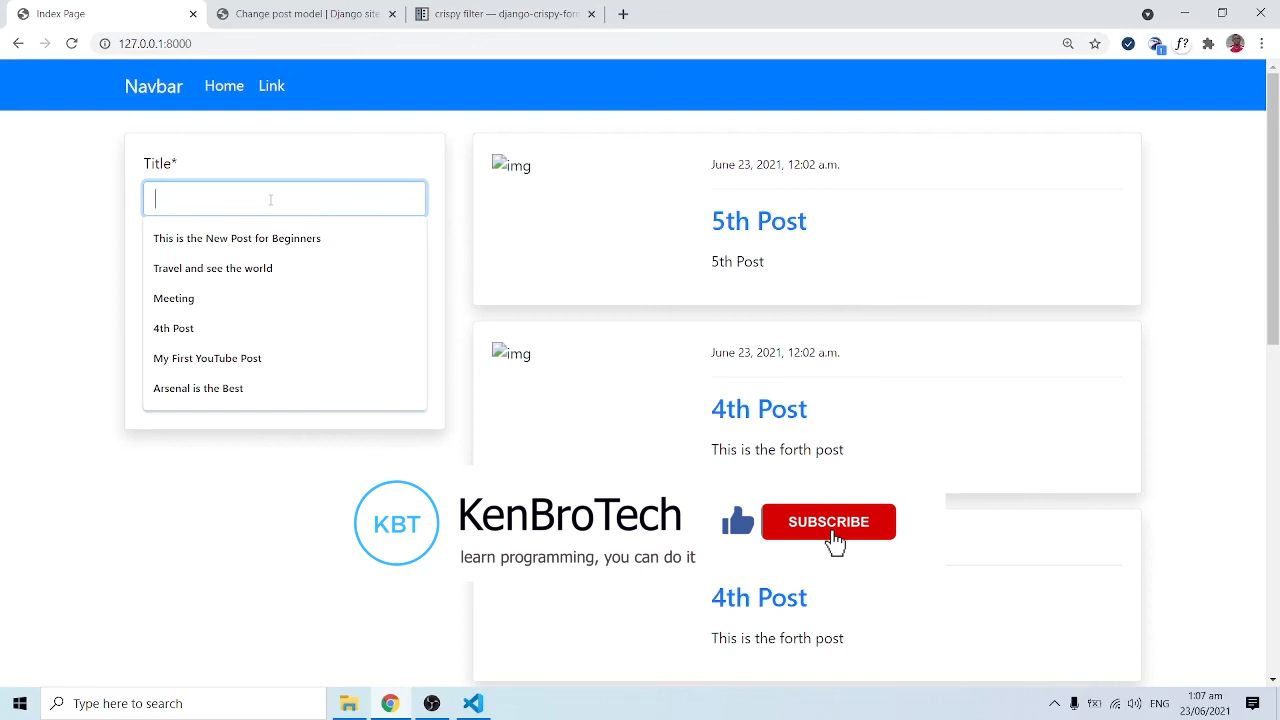 Index Page
Change post model | Django site
crispy filter – django-crispy-form
127.0.0.1:8000
Navbar Home Link
Title*
This is the New Post for Beginners
Travel and see the world
Meeting
4th Post
My First YouTube Post
Arsenal is the Best
img
June 23, 2021, 12:02 a.m.
5th Post
5th Post
img
June 23, 2021, 12:02 a.m.
4th Post
This is the forth post
KBT
KenBroTech
learn programming, you can do it
SUBSCRIBE
4th Post
This is the forth post
Type here to search
ENG
1:07 am
23/06/2021